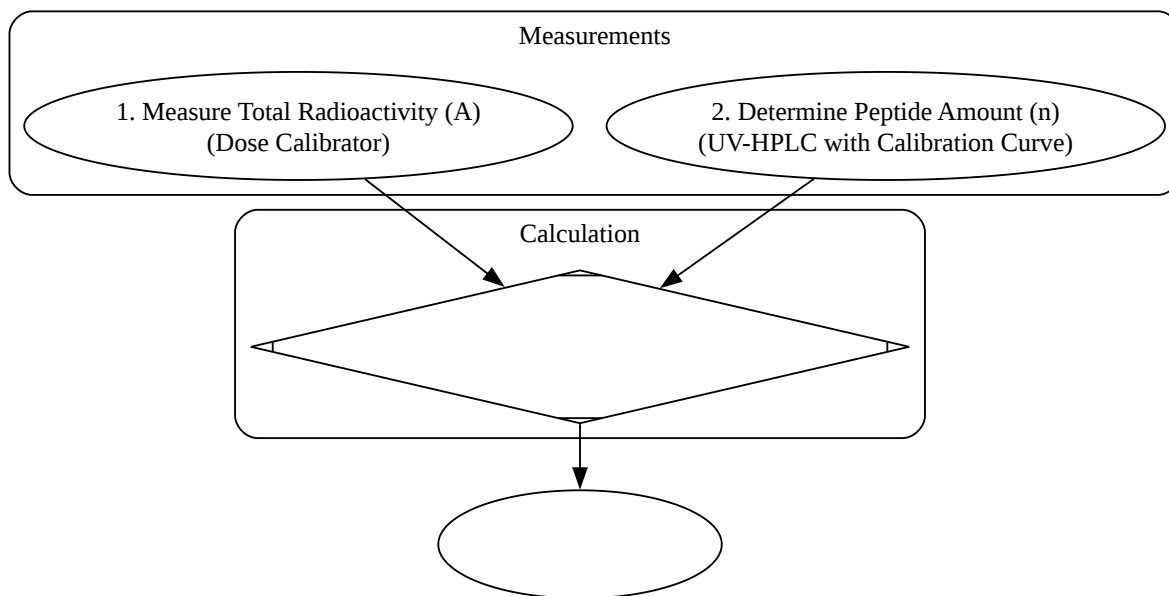 Measurements
1. Measure Total Radioactivity (A)
(Dose Calibrator)
2. Determine Peptide Amount (n)
(UV-HPLC with Calibration Curve)
Calculation